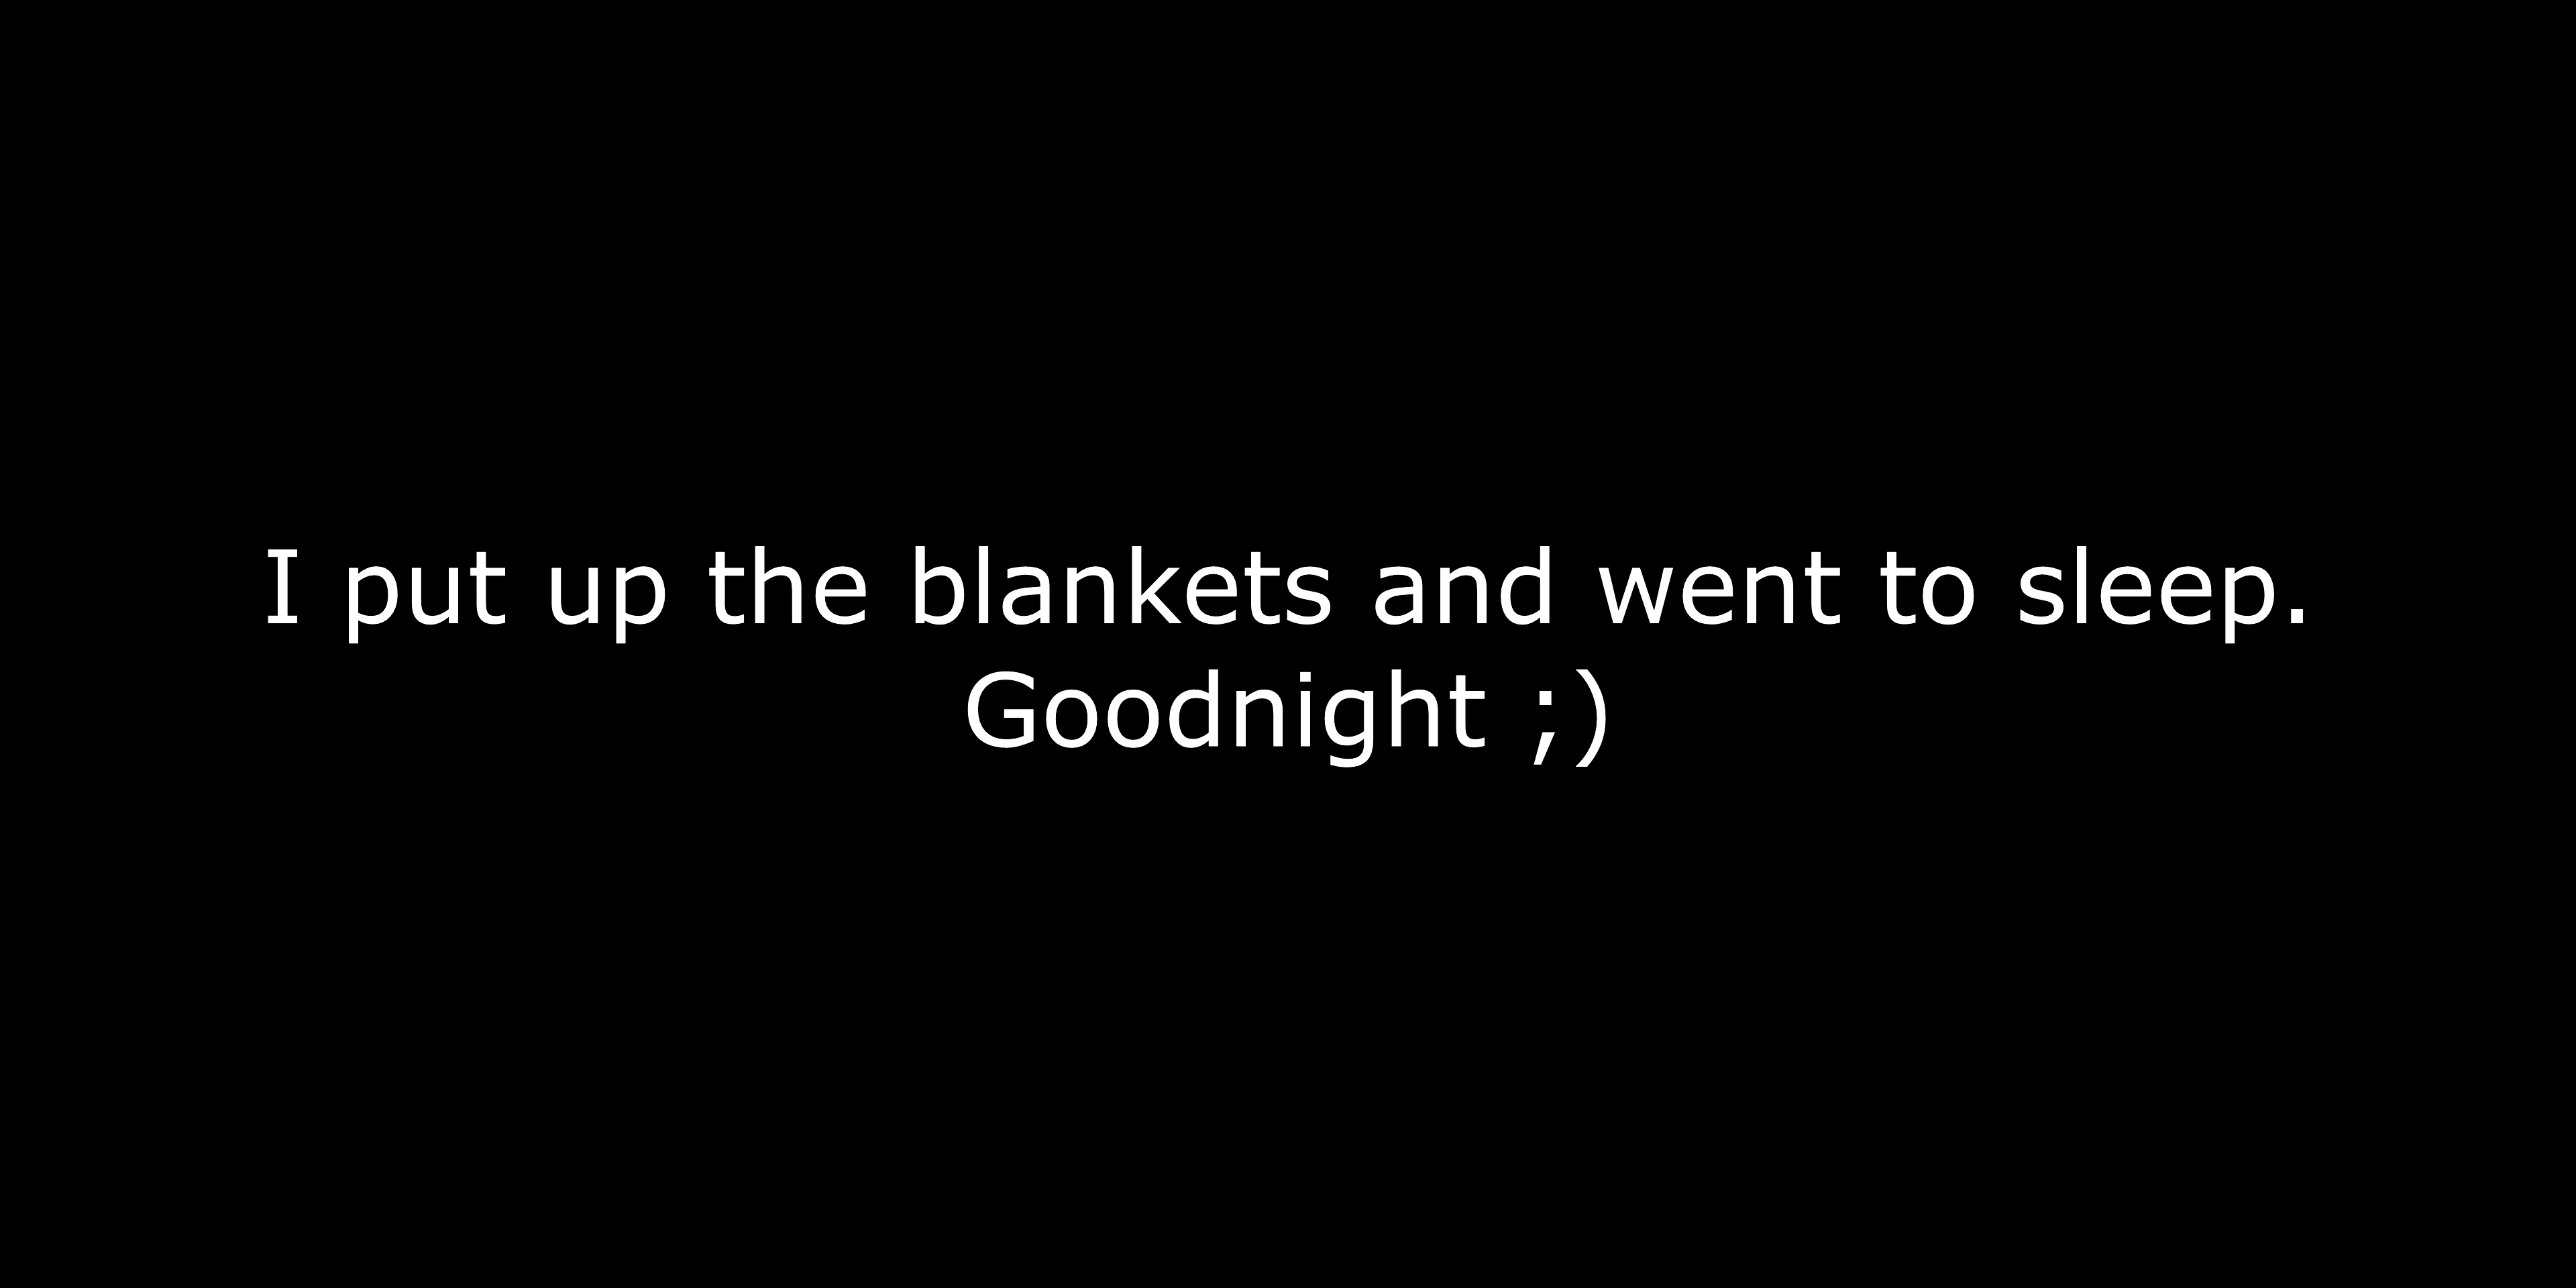 I put up the blankets and went to sleep.
Goodnight ;)